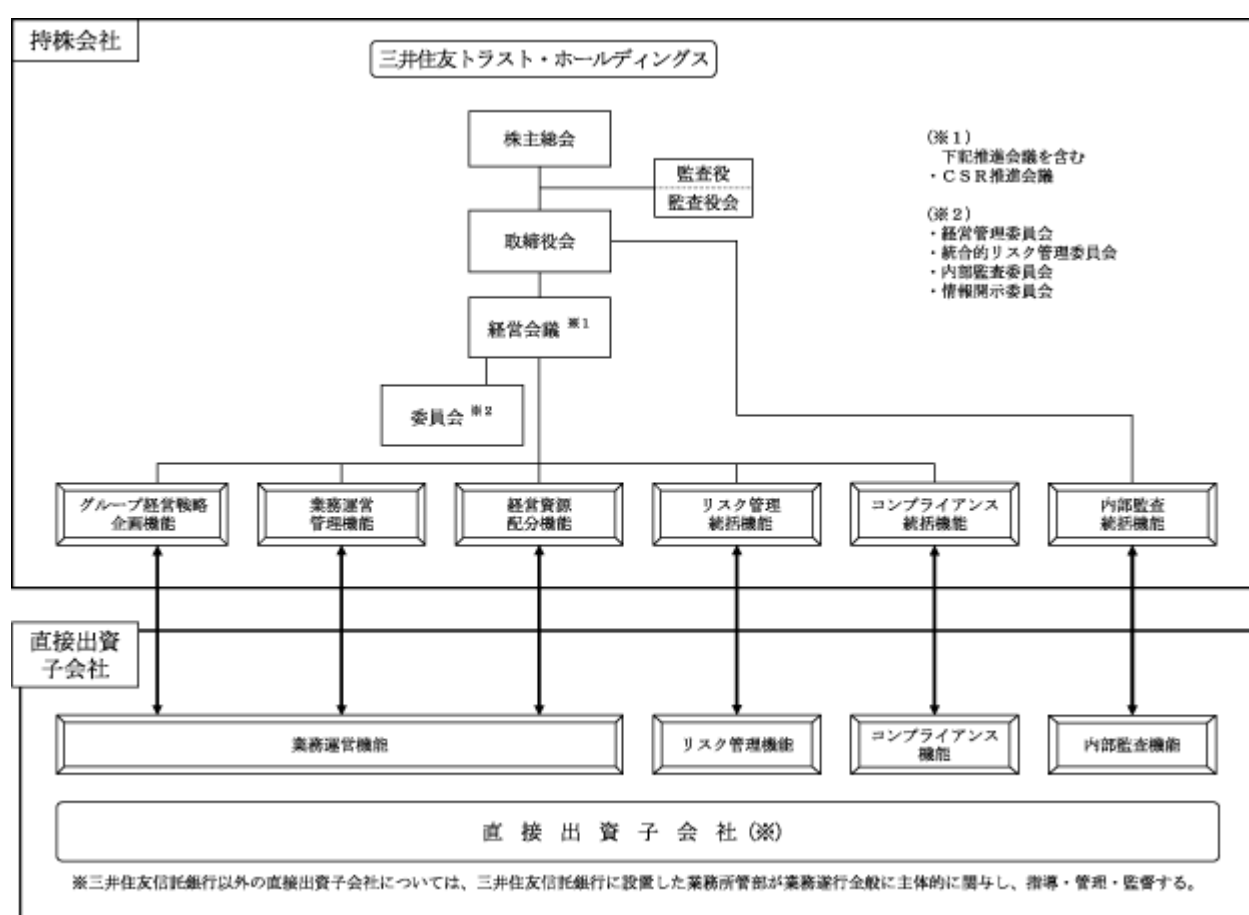 持株会社
三井住友トラスト・ホールディングス
株主総会
監査役
監査役会
取締役会
経営会議 ※1
委員会 ※2
(※1)
下記推進会議を含む
・CSR推進会議
(※2)
・経営管理委員会
・統合的リスク管理委員会
・内部監査委員会
・情報開示委員会
グループ経営戦略
企画機能
業務運営
管理機能
経営資源
配分機能
リスク管理
統括機能
コンプライアンス
統括機能
内部監査
統括機能
直接出資
子会社
業務運営機能
リスク管理機能
コンプライアンス
機能
内部監査機能
直接出資子会社(※)
※三井住友信託銀行以外の直接出資子会社については、三井住友信託銀行に設置した業務所管部が業務遂行全般に主体的に関与し、指導・管理・監督する。